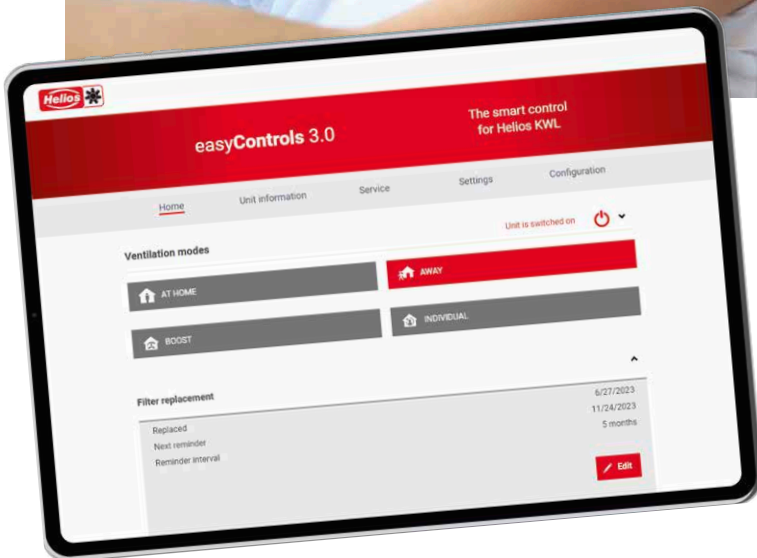 Helios
easyControls 3.0
The smart control
for Helios KWL
Home
Unit information
Service
Settings
Configuration
Ventilation modes
Unit is switched on
AT HOME
AWAY
BOOST
INDIVIDUAL
Filter replacement
Replaced
6/27/2023
Next reminder
11/24/2023
Reminder interval
5 months
Edit